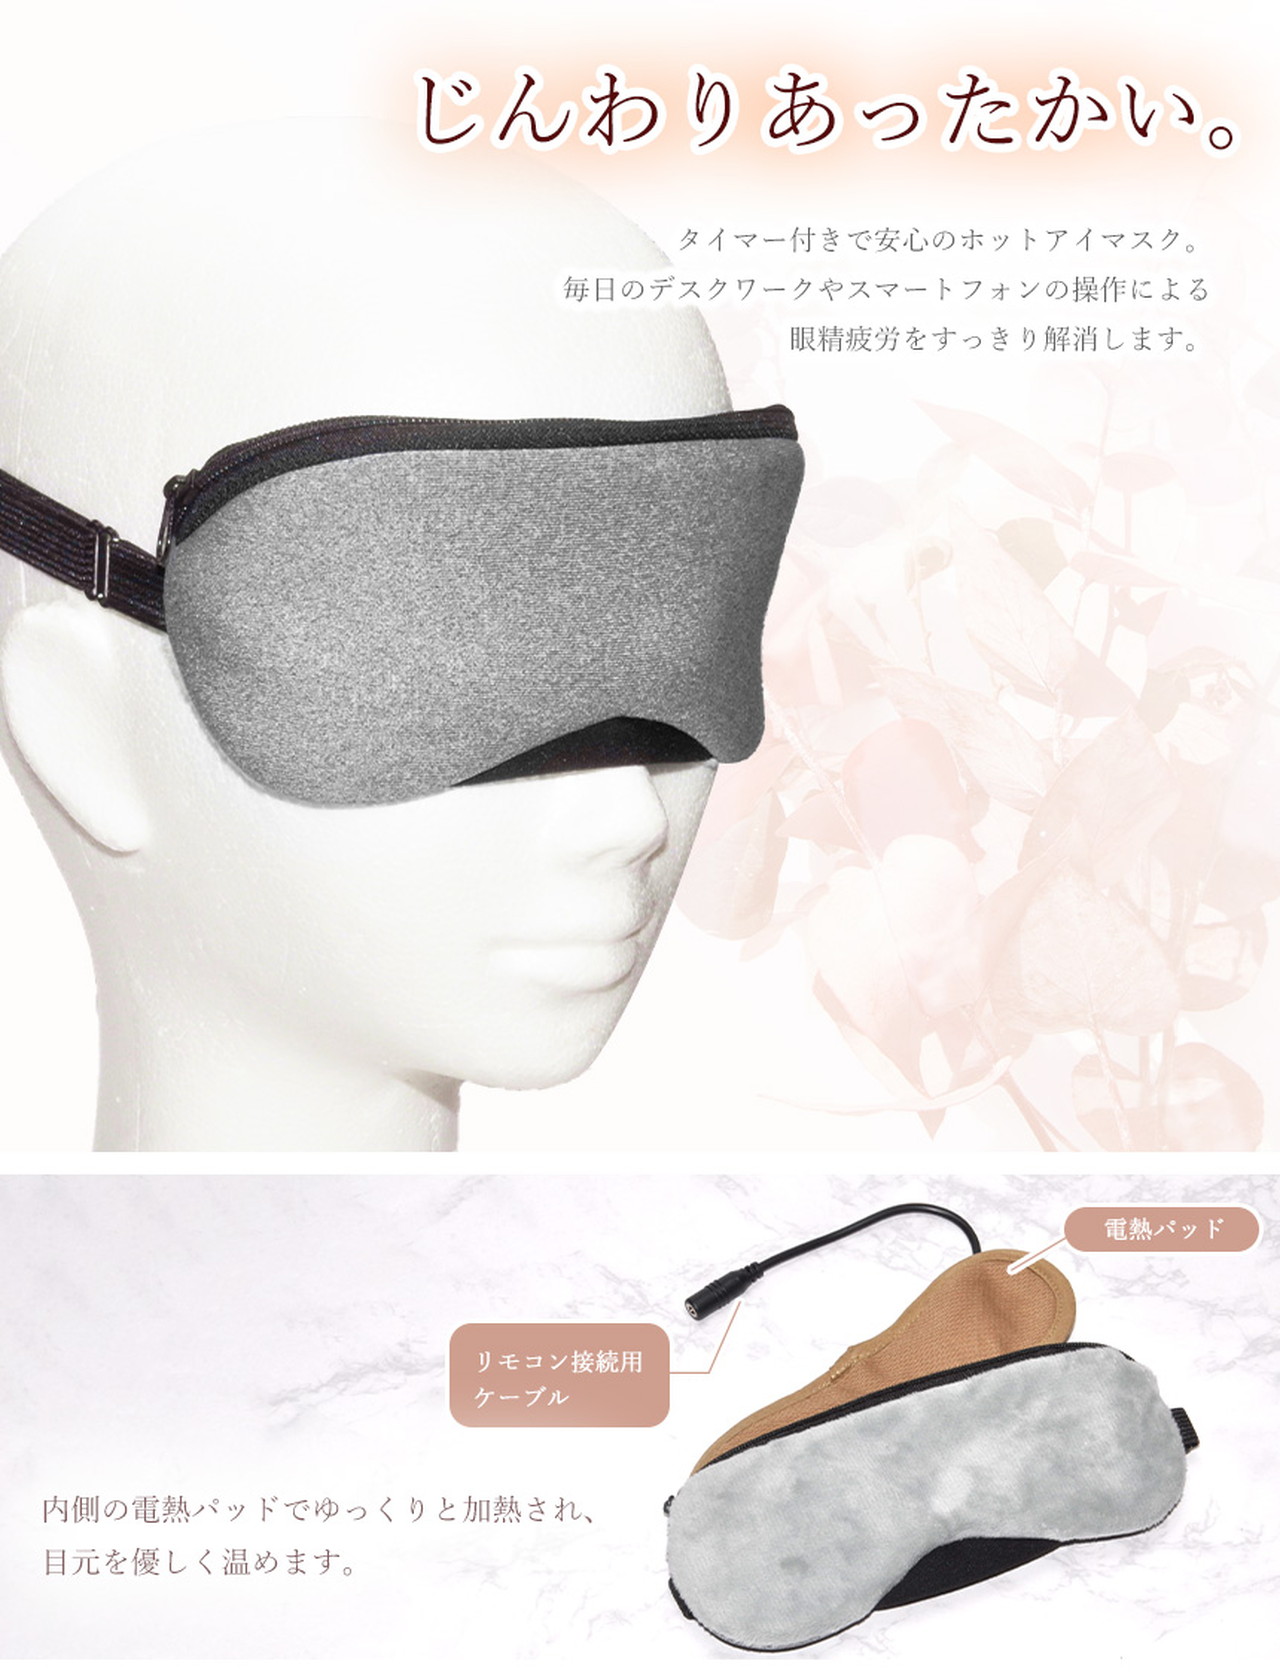 じんわりあったかい。
タイマー付きで安心のホットアイマスク。
毎日のデスクワークやスマートフォンの操作による
眼精疲労をすっきり解消します。
電熱パッド
リモコン接続用
ケーブル
内側の電熱パッドでゆっくりと加熱され、
目元を優しく温めます。